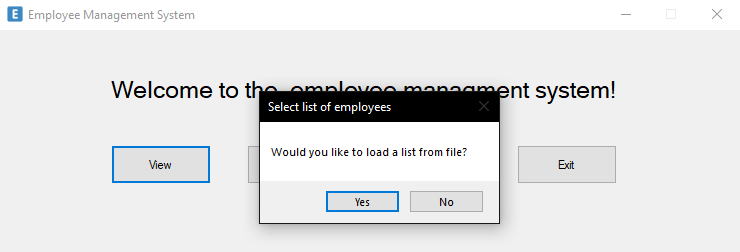 E Employee Management System
Welcome to the employee managment system!
Select list of employees
Would you like to load a list from file?
View
Exit
Yes
No